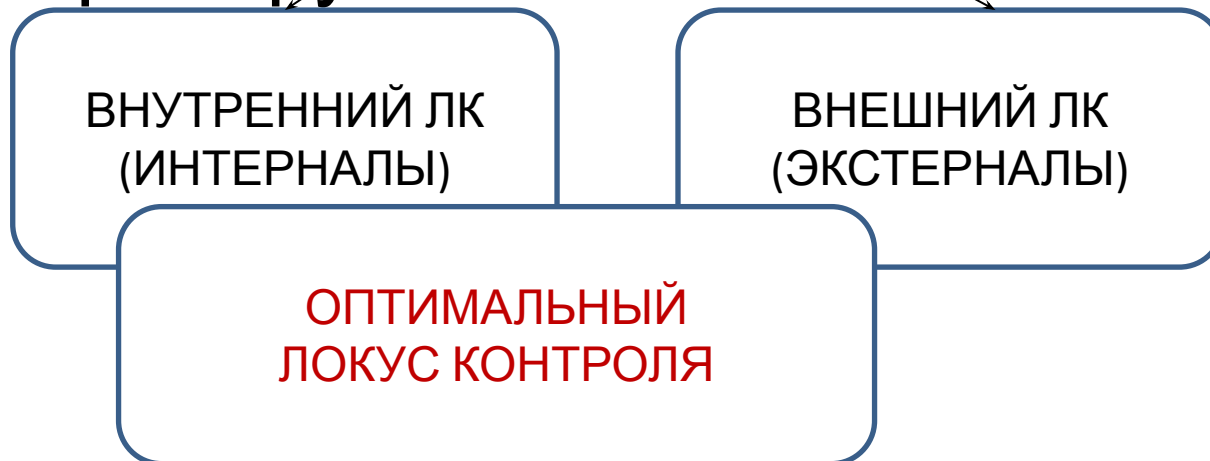 ВНУТРЕННИЙ ЛК
(ИНТЕРНАЛЫ)
ВНЕШНИЙ ЛК
(ЭКСТЕРНАЛЫ)
ОПТИМАЛЬНЫЙ
ЛОКУС КОНТРОЛЯ